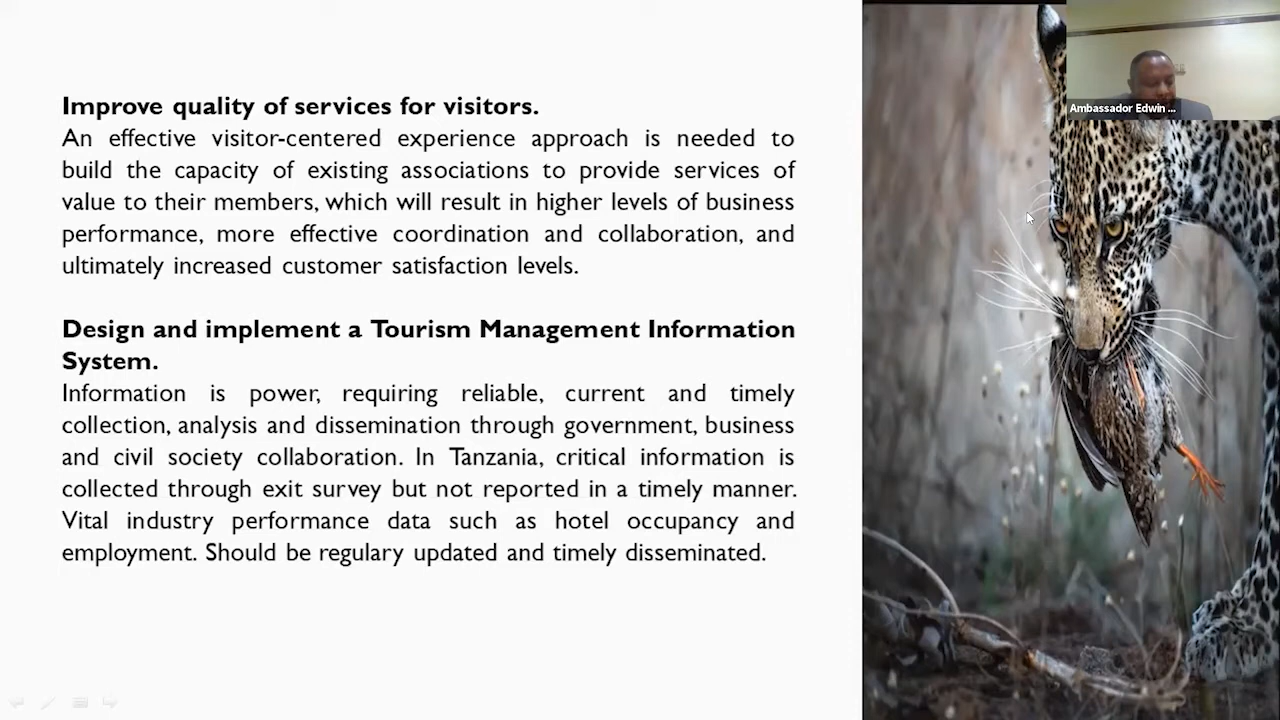 Improve quality of services for visitors.
An effective visitor-centered experience approach is needed to
build the capacity of existing associations to provide services of
value to their members, which will result in higher levels of business
performance, more effective coordination and collaboration, and
ultimately increased customer satisfaction levels.
Design and implement a Tourism Management Information
System.
Information is power, requiring reliable, current and timely
collection, analysis and dissemination through government, business
and civil society collaboration. In Tanzania, critical information is
collected through exit survey but not reported in a timely manner.
Vital industry performance data such as hotel occupancy and
employment. Should be regulary updated and timely disseminated.
Ambassador Edwin ...